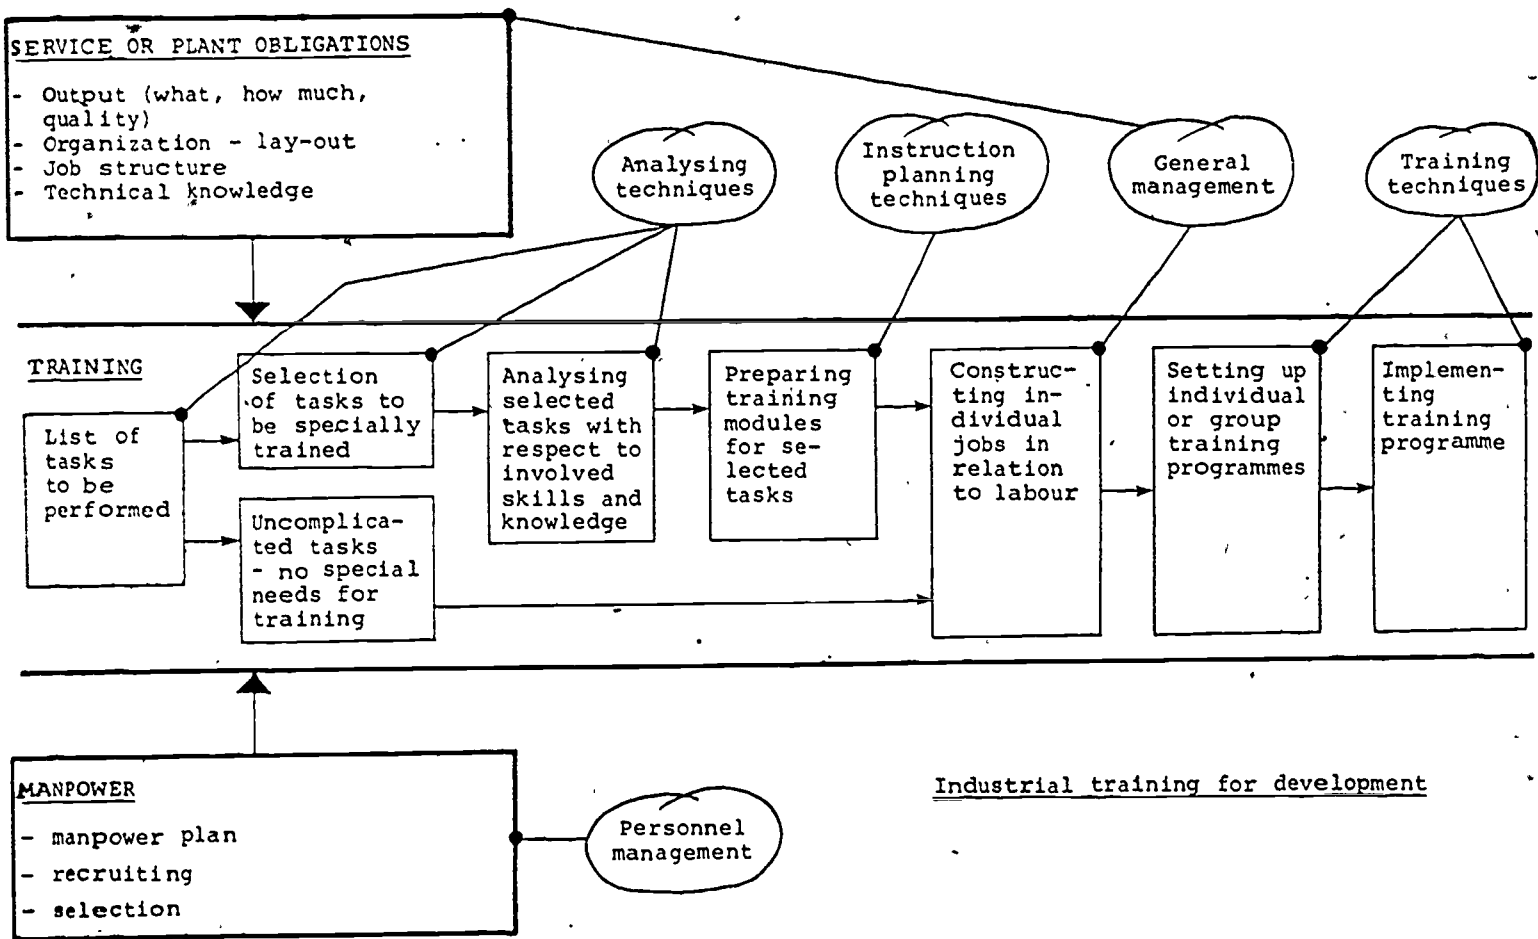 SERVICE OR PLANT OBLIGATIONS
- Output (what, how much,
quality)
- Organization - lay-out
- Job structure
- Technical knowledge
Analysing
techniques
Instruction
planning
techniques
General
management
Training
techniques
TRAINING
List of
tasks
to be
performed
Selection
of tasks to
be specially
trained
Uncomplica-
ted tasks
- no special
needs for
training
Analysing
selected
tasks with
respect to
involved
skills and
knowledge
Preparing
training
modules
for se-
lected
tasks
Construc-
ting in-
dividual
jobs in
relation
to labour
Setting up
individual
or group
training
programmes
Implemen-
ting
training
programme
MANPOWER
- manpower plan
- recruiting
- selection
Personnel
management
Industrial training for development